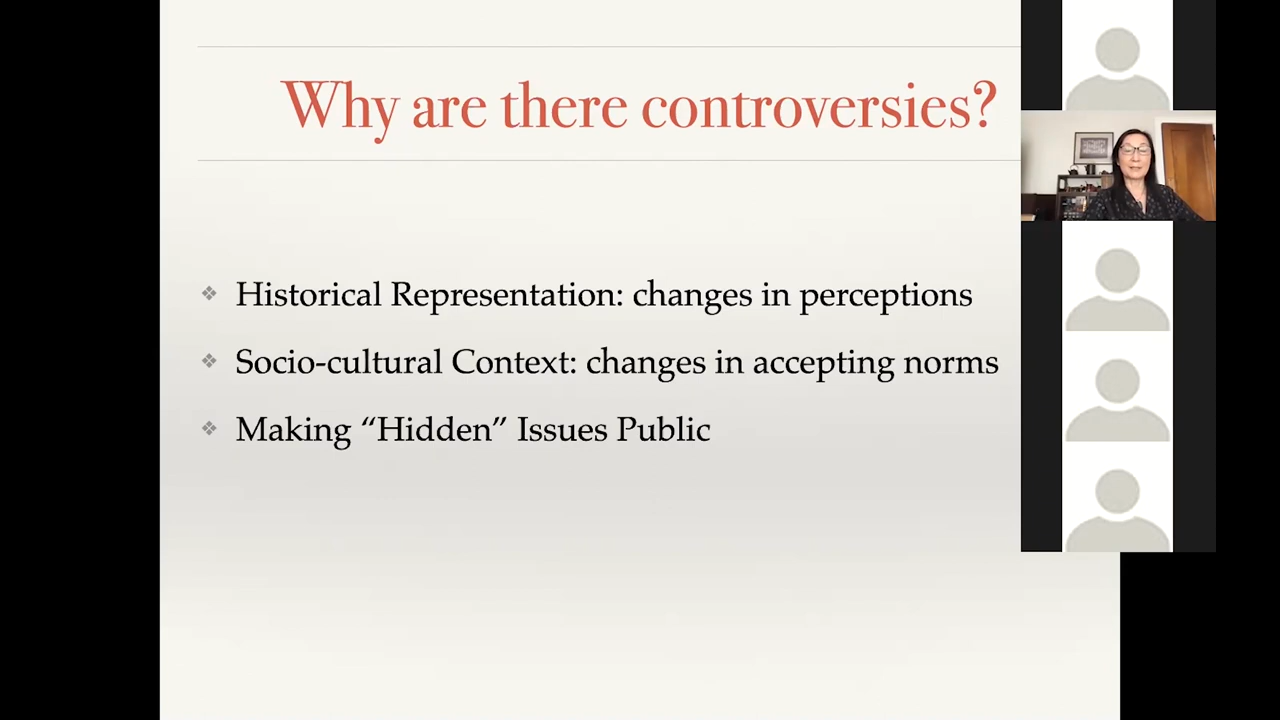 Why are there controversies?
Historical Representation: changes in perceptions
Socio-cultural Context: changes in accepting norms
Making “Hidden” Issues Public